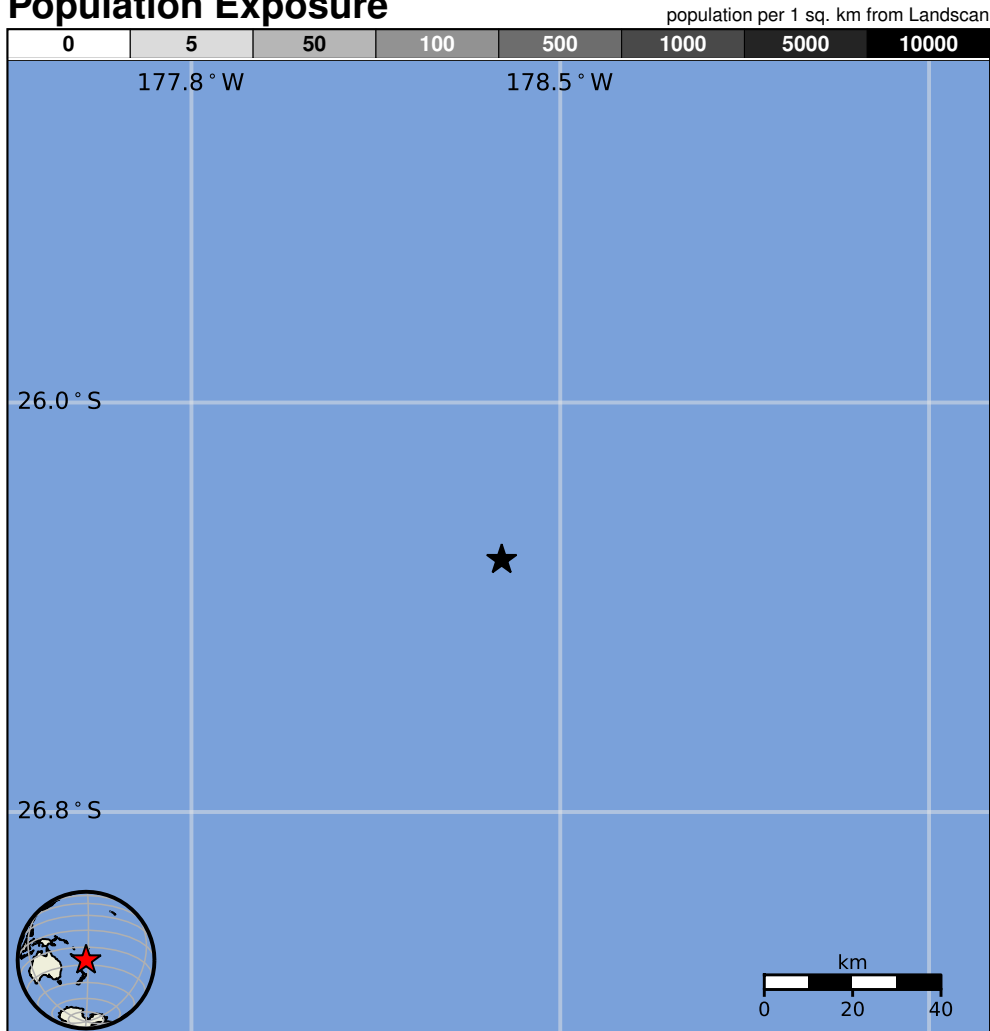 Population Exposure
population per 1 sq. km from Landscan
0 5 50 100 500 1000 5000 10000
177.8°W 178.5°W
26.0°S
26.8°S
km
0 20 40